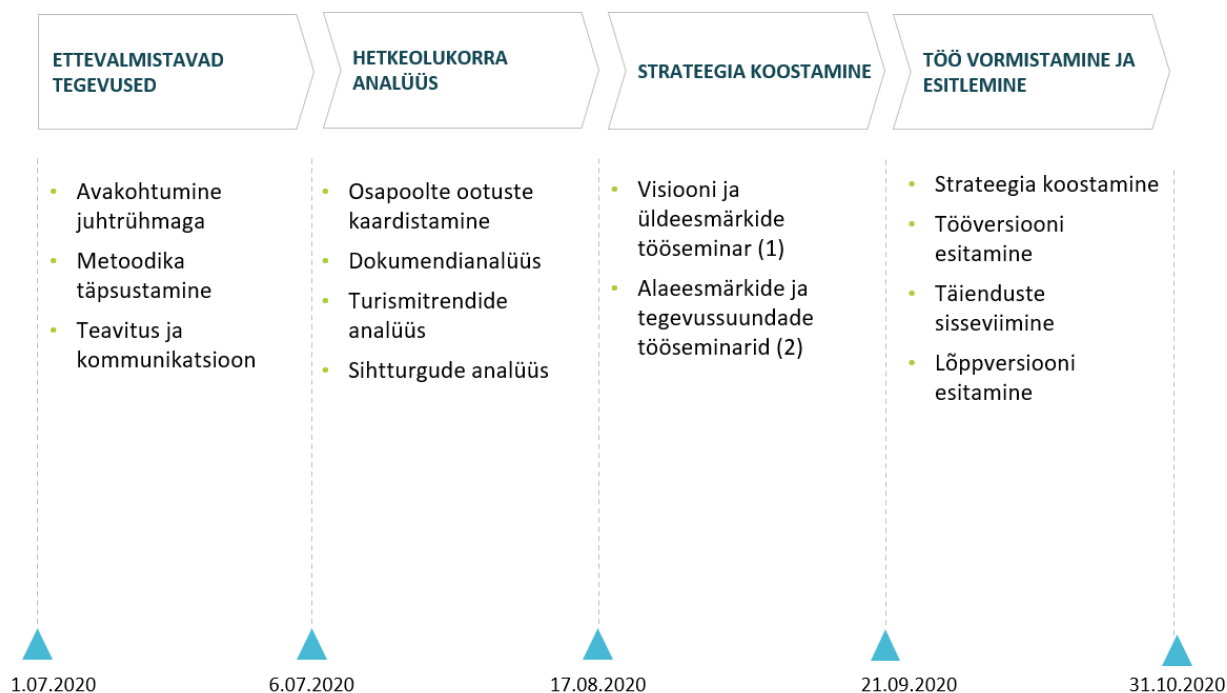 ETTEVALMISTAVAD
TEGEVUSED
HETKEOLUKORRA
ANALÜÜS
STRATEEGIA KOOSTAMINE
TÖÖ VORMISTAMINE JA
ESITLEMINE
• Avakohtumine
juhtrühmaga
• Metoodika
täpsustamine
• Teavitus ja
kommunikatsioon
• Osapoolte ootuste
kaardistamine
• Dokumendianalüüs
• Turismitrendide
analüüs
• Sihtturgude analüüs
• Visiooni ja
üldeesmärkide
tööseminar (1)
• Alaeesmärkide ja
tegevussuundade
tööseminarid (2)
• Strateegia koostamine
• Tööversiooni
esitamine
• Täienduste
sisseviimine
• Lõppversiooni
esitamine
1.07.2020
6.07.2020
17.08.2020
21.09.2020
31.10.2020